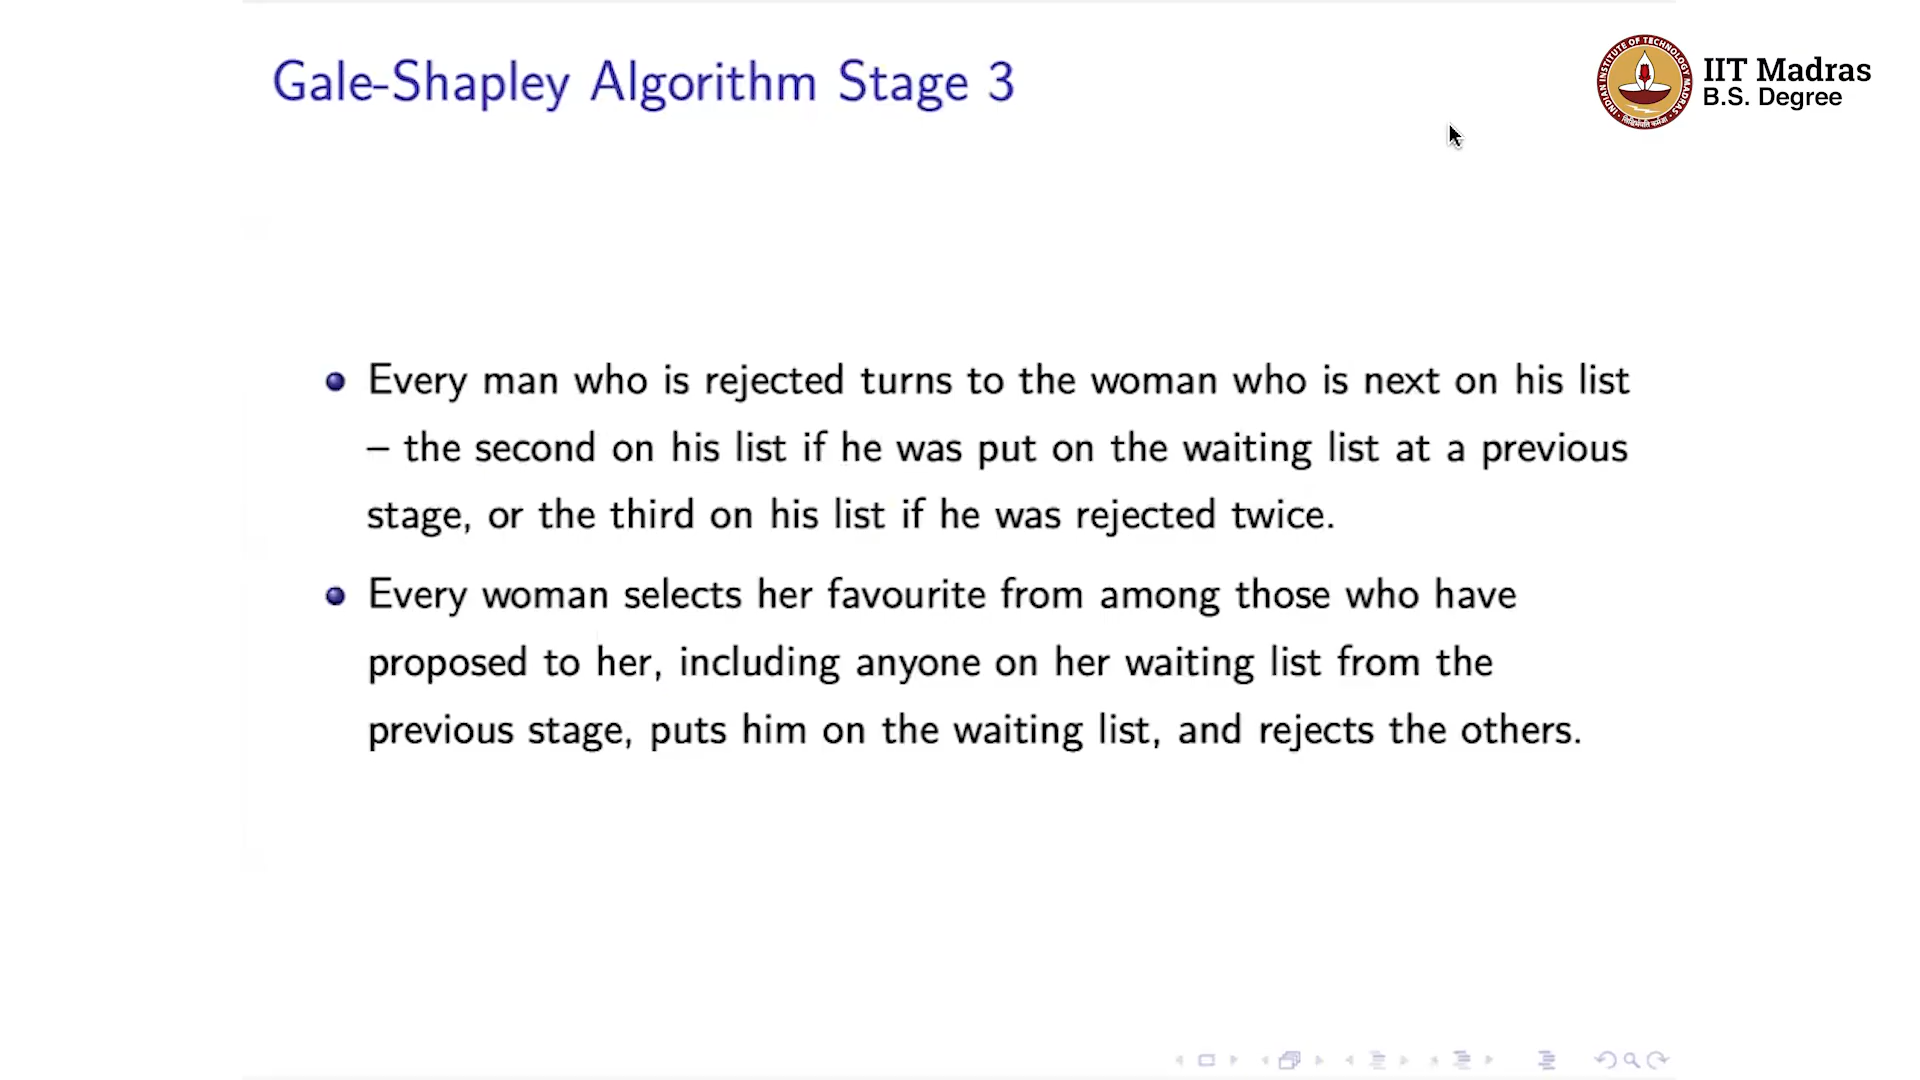 Gale-Shapley Algorithm Stage 3
IIT Madras
B.S. Degree
Every man who is rejected turns to the woman who is next on his list
– the second on his list if he was put on the waiting list at a previous
stage, or the third on his list if he was rejected twice.
Every woman selects her favourite from among those who have
proposed to her, including anyone on her waiting list from the
previous stage, puts him on the waiting list, and rejects the others.